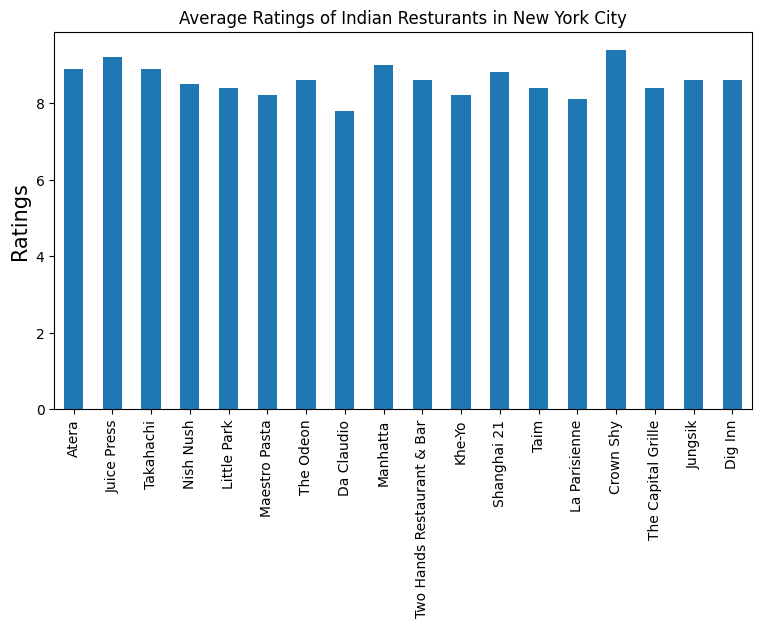 Average Ratings of Indian Resturants in New York City
Ratings
8
6
4
2
0
Atera
Juice Press
Takahachi
Nish Nush
Little Park
Maestro Pasta
The Odeon
Da Claudio
Manhatta
Two Hands Restaurant & Bar
Khe-Yo
Shanghai 21
Taim
La Parisienne
Crown Shy
The Capital Grille
Jungsik
Dig Inn